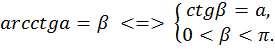 arcctga = β <=> { ctgβ = a,
0 < β < π.